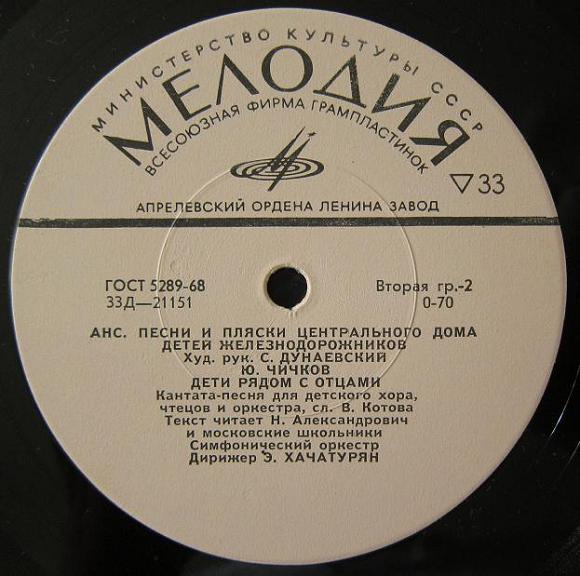 МИНИСТЕРСТВО КУЛЬТУРЫ СССР
МЕЛОДИЯ
ВСЕСОЮЗНАЯ ФИРМА ГРАМПЛАСТИНОК
▽33
АПРЕЛЕВСКИЙ ОРДЕНА ЛЕНИНА ЗАВОД
ГОСТ 5289-68 Вторая гр.-2
33Д—21151 0-70
АНС. ПЕСНИ И ПЛЯСКИ ЦЕНТРАЛЬНОГО ДОМА
ДЕТЕЙ ЖЕЛЕЗНОДОРОЖНИКОВ
Худ. рук. С. ДУНАЕВСКИЙ
Ю. ЧИЧКОВ
ДЕТИ РЯДОМ С ОТЦАМИ
Кантата-песня для детского хора,
чтецов и оркестра, сл. В. Котова
Текст читает Н. Александрович
и московские школьники
Симфонический оркестр
Дирижер Э. ХАЧАТУРЯН